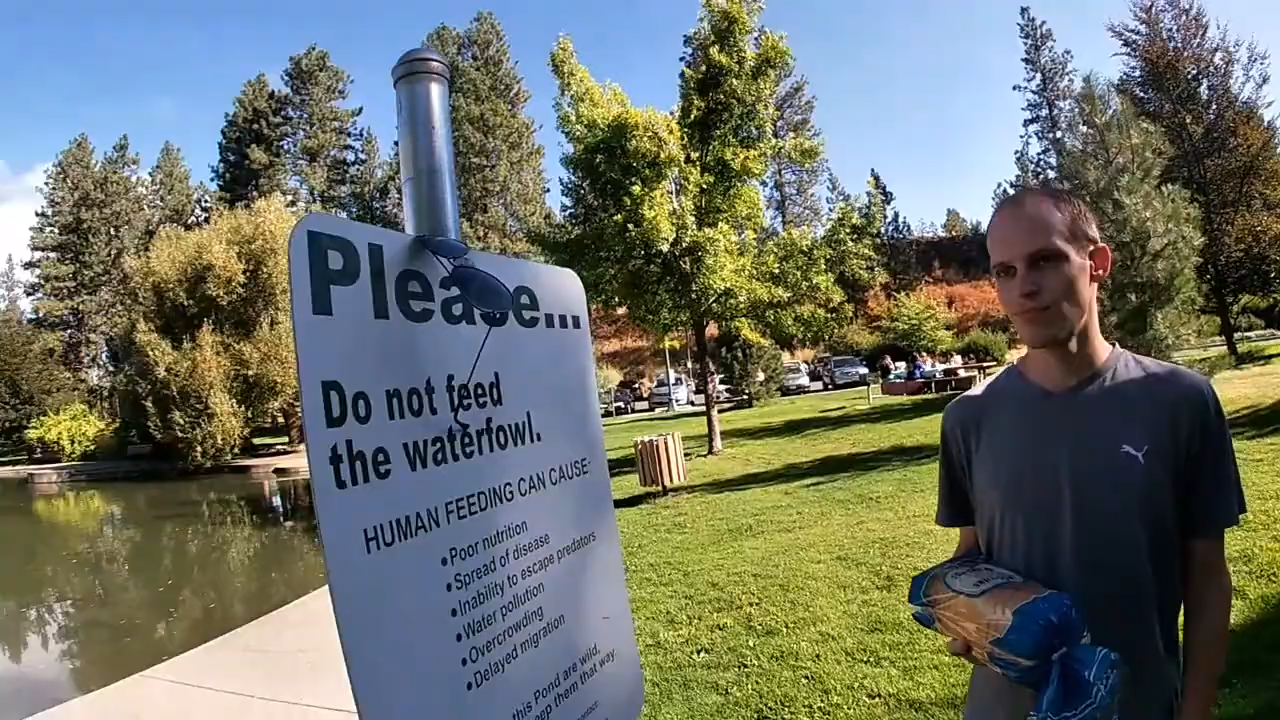 Please...
Do not feed
the waterfowl.
HUMAN FEEDING CAN CAUSE:
•Poor nutrition
•Spread of disease
•Inability to escape predators
•Water pollution
•Overcrowding
•Delayed migration
this Pond are wild,
keep them that way.
contact: